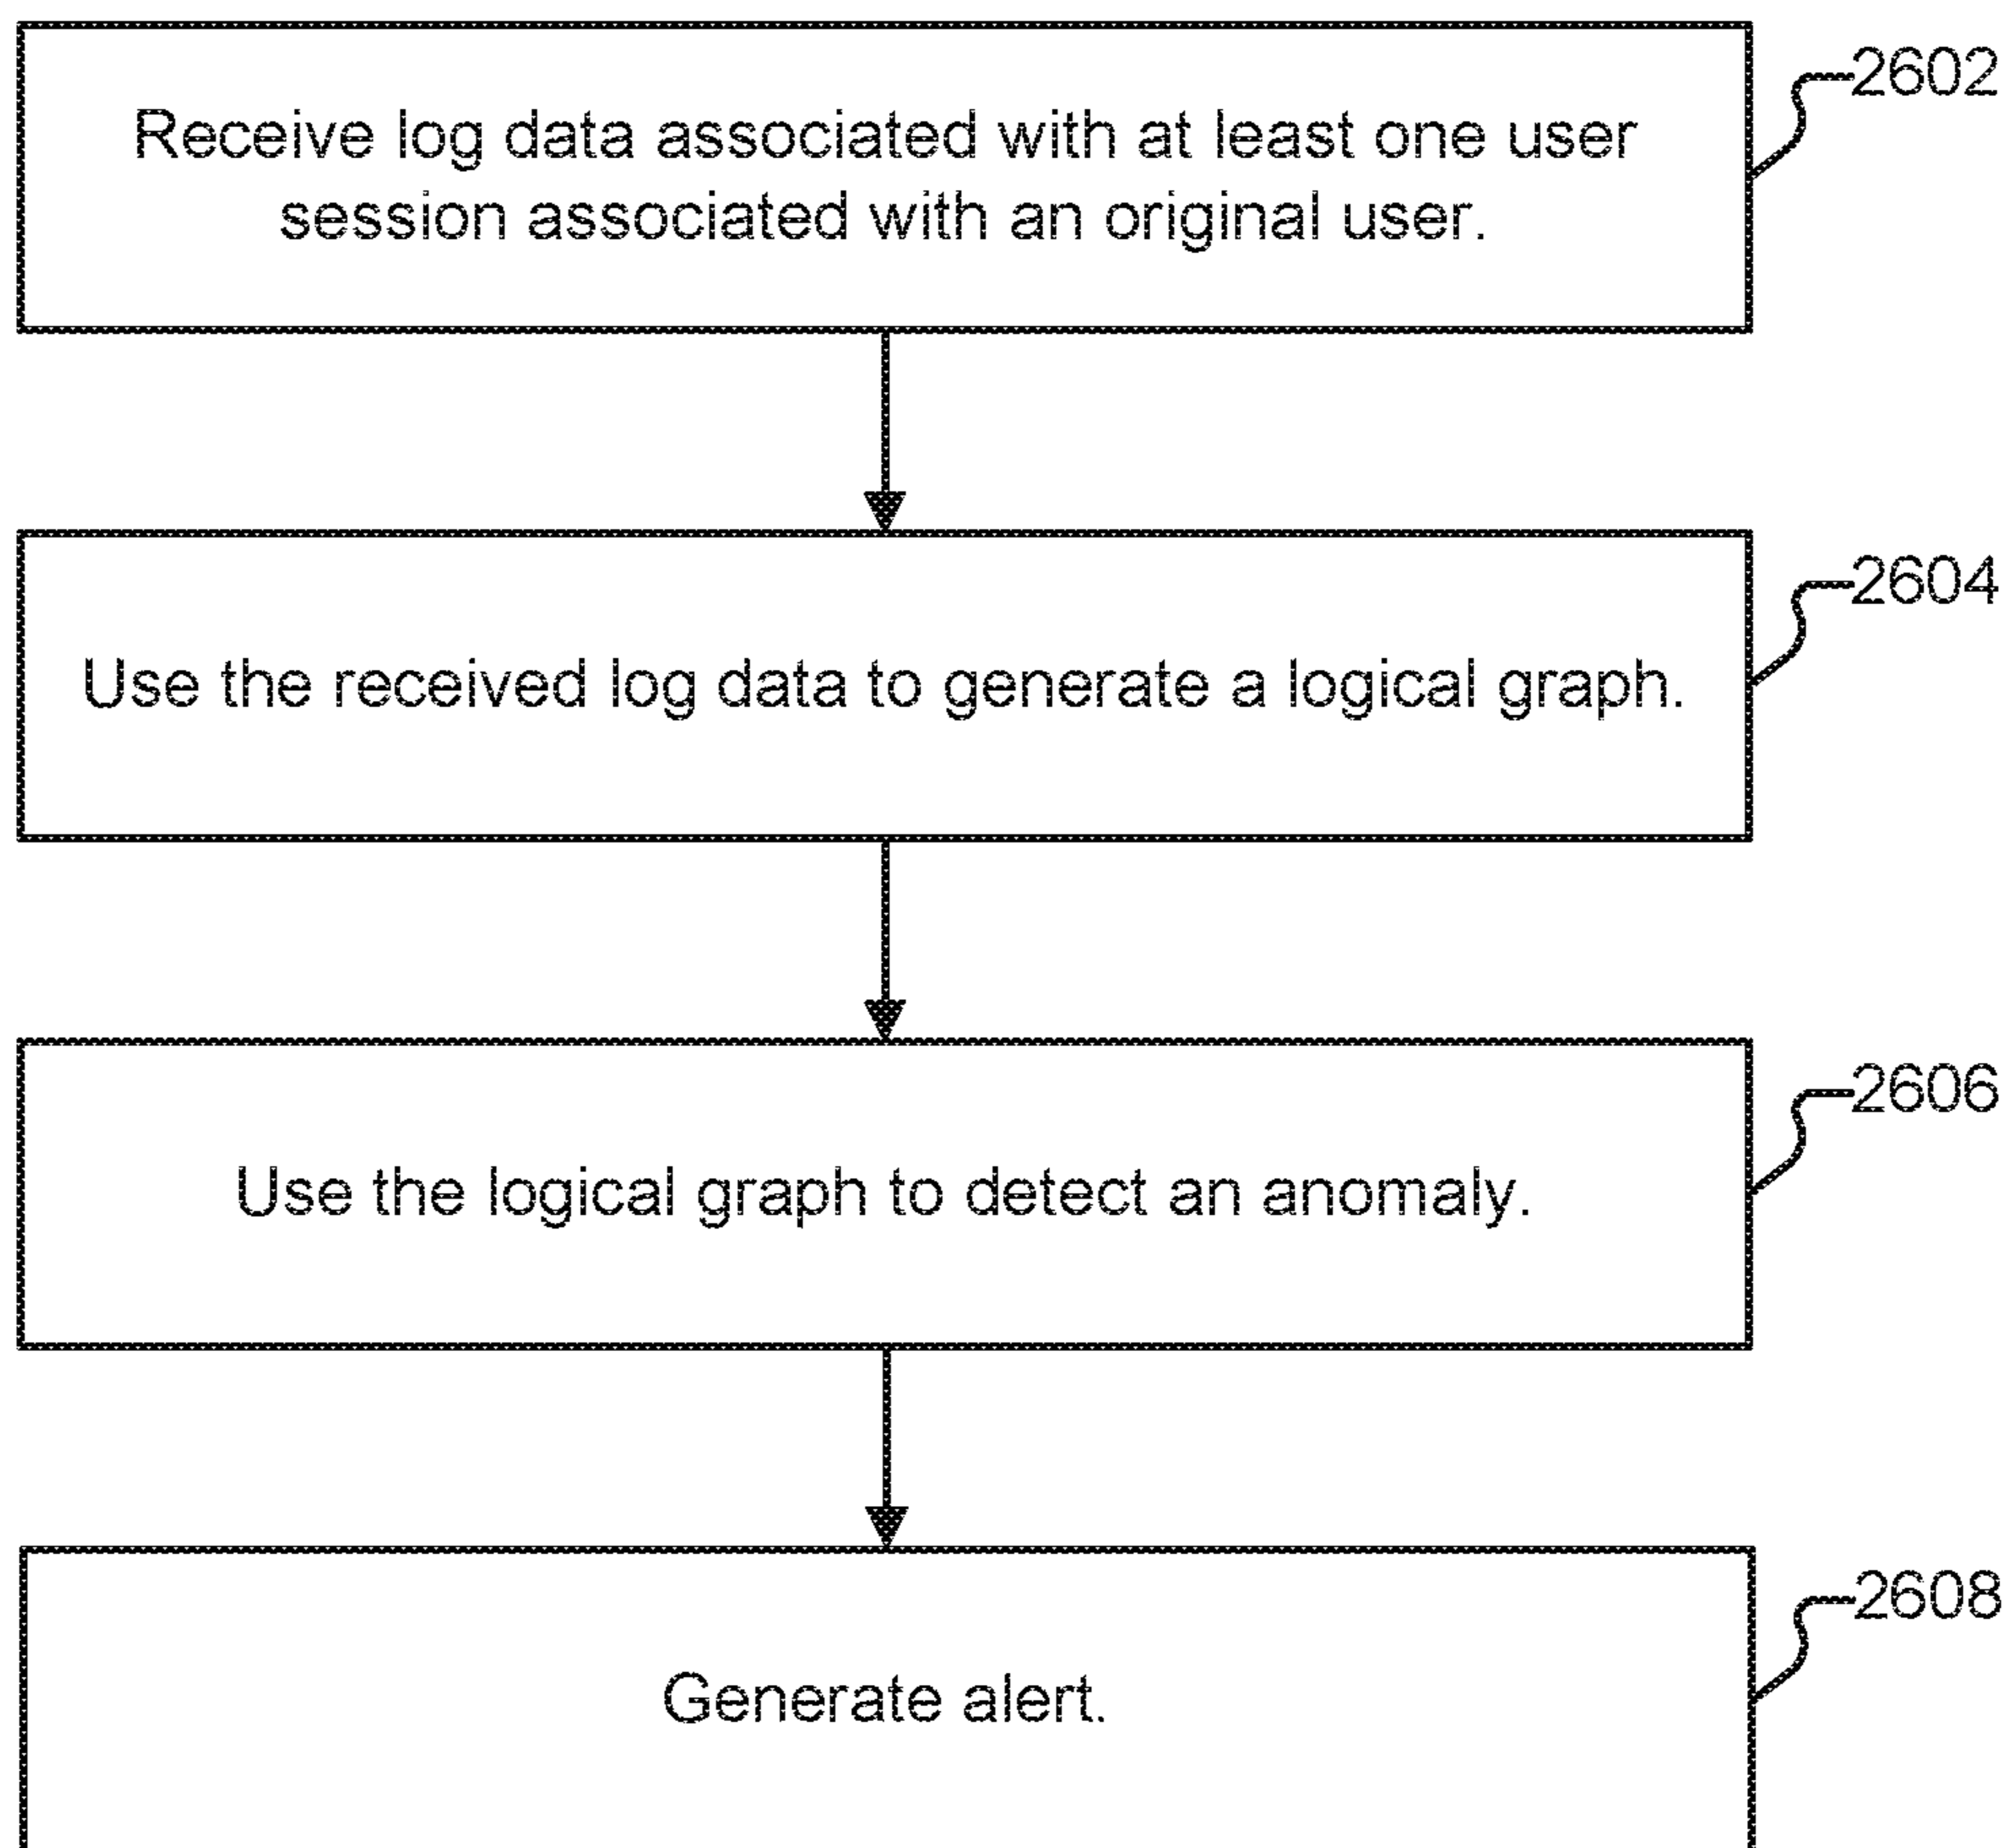 2602
Receive log data associated with at least one user
session associated with an original user.
2604
Use the received log data to generate a logical graph.
2606
Use the logical graph to detect an anomaly.
2608
Generate alert.